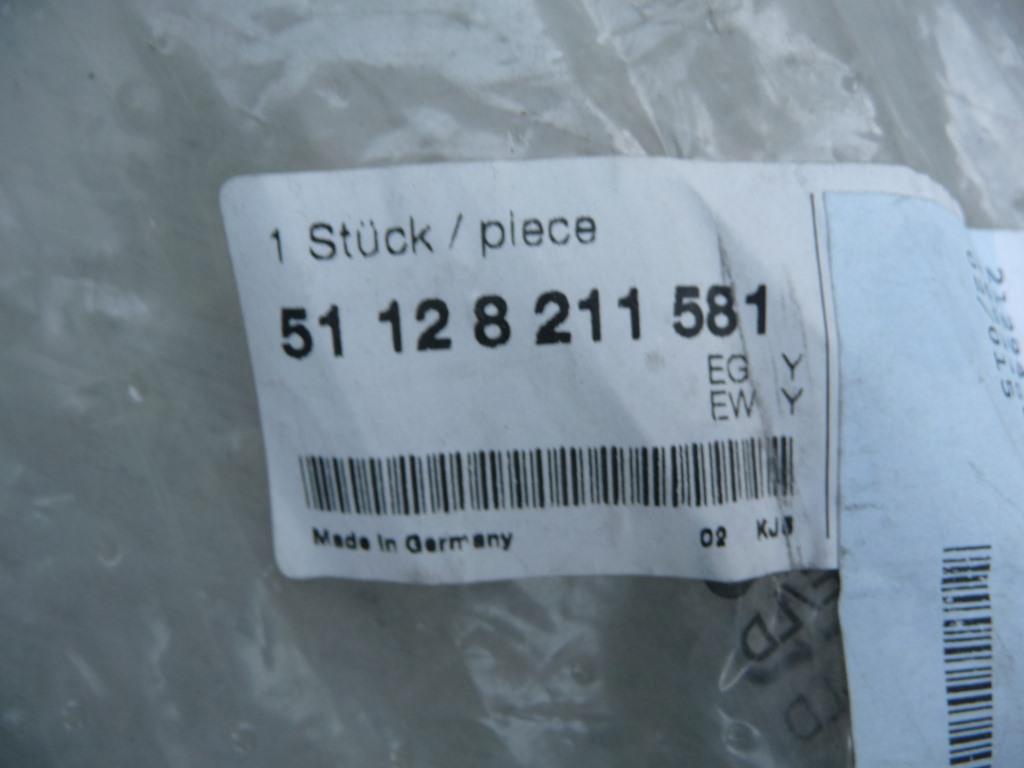 1 Stück / piece
51 12 8 211 581
EG Y
EW Y
Made in Germany 02